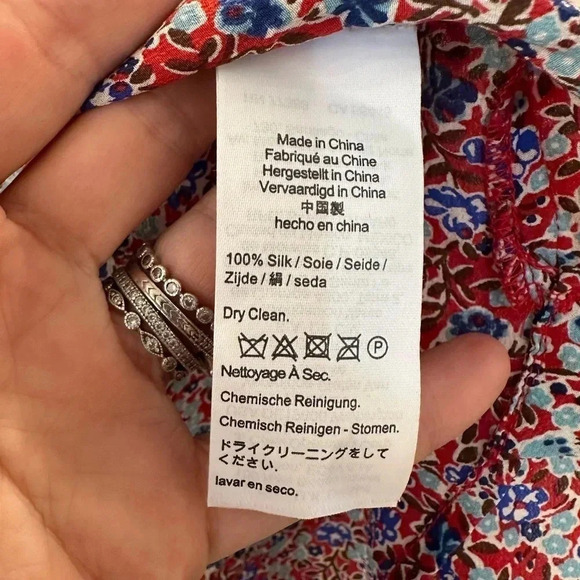 Made in China
Fabriqué au Chine
Hergestellt in China
Vervaardigd in China
中国製
hecho en china
100% Silk / Soie / Seide /
Zijde / 絹 / seda
Dry Clean.
P
Nettoyage À Sec.
Chemische Reinigung.
Chemisch Reinigen - Stomen.
ドライクリーニングをして
ください.
lavar en seco.